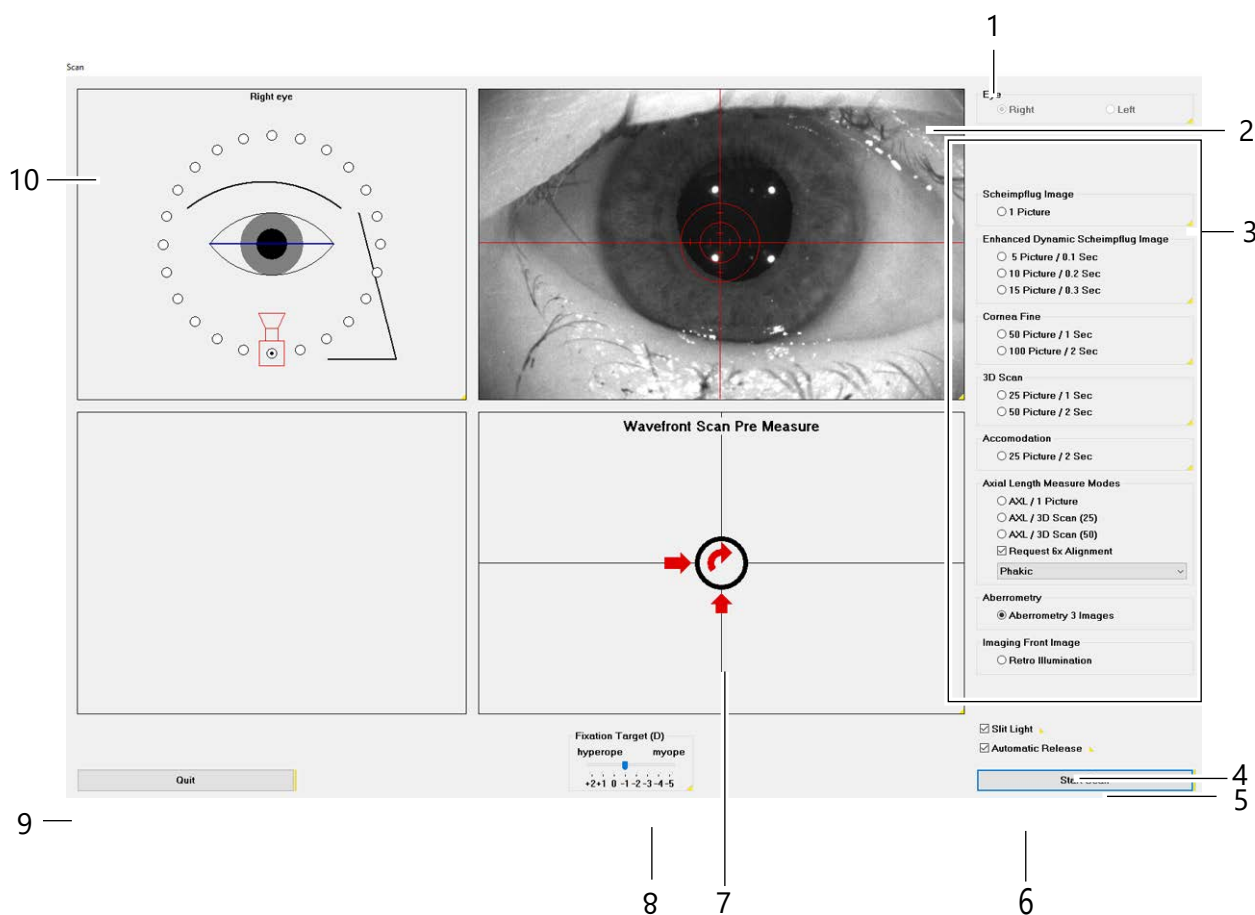 1
Scan
Right eye
Eye
Right Left
2
10
Scheimpflug Image
1 Picture
3
Enhanced Dynamic Scheimpflug Image
5 Picture / 0.1 Sec
10 Picture / 0.2 Sec
15 Picture / 0.3 Sec
Cornea Fine
50 Picture / 1 Sec
100 Picture / 2 Sec
3D Scan
25 Picture / 1 Sec
50 Picture / 2 Sec
Accomodation
25 Picture / 2 Sec
Wavefront Scan Pre Measure
Axial Length Measure Modes
AXL / 1 Picture
AXL / 3D Scan (25)
AXL / 3D Scan (50)
Request 6x Alignment
Phakic
Aberrometry
Aberrometry 3 Images
Imaging Front Image
Retro Illumination
Slit Light
Automatic Release
Fixation Target (D)
hyperope myope
+2+1 0 -1 -2 -3 -4 -5
Quit
Start Scan
4
5
9
8
7
6